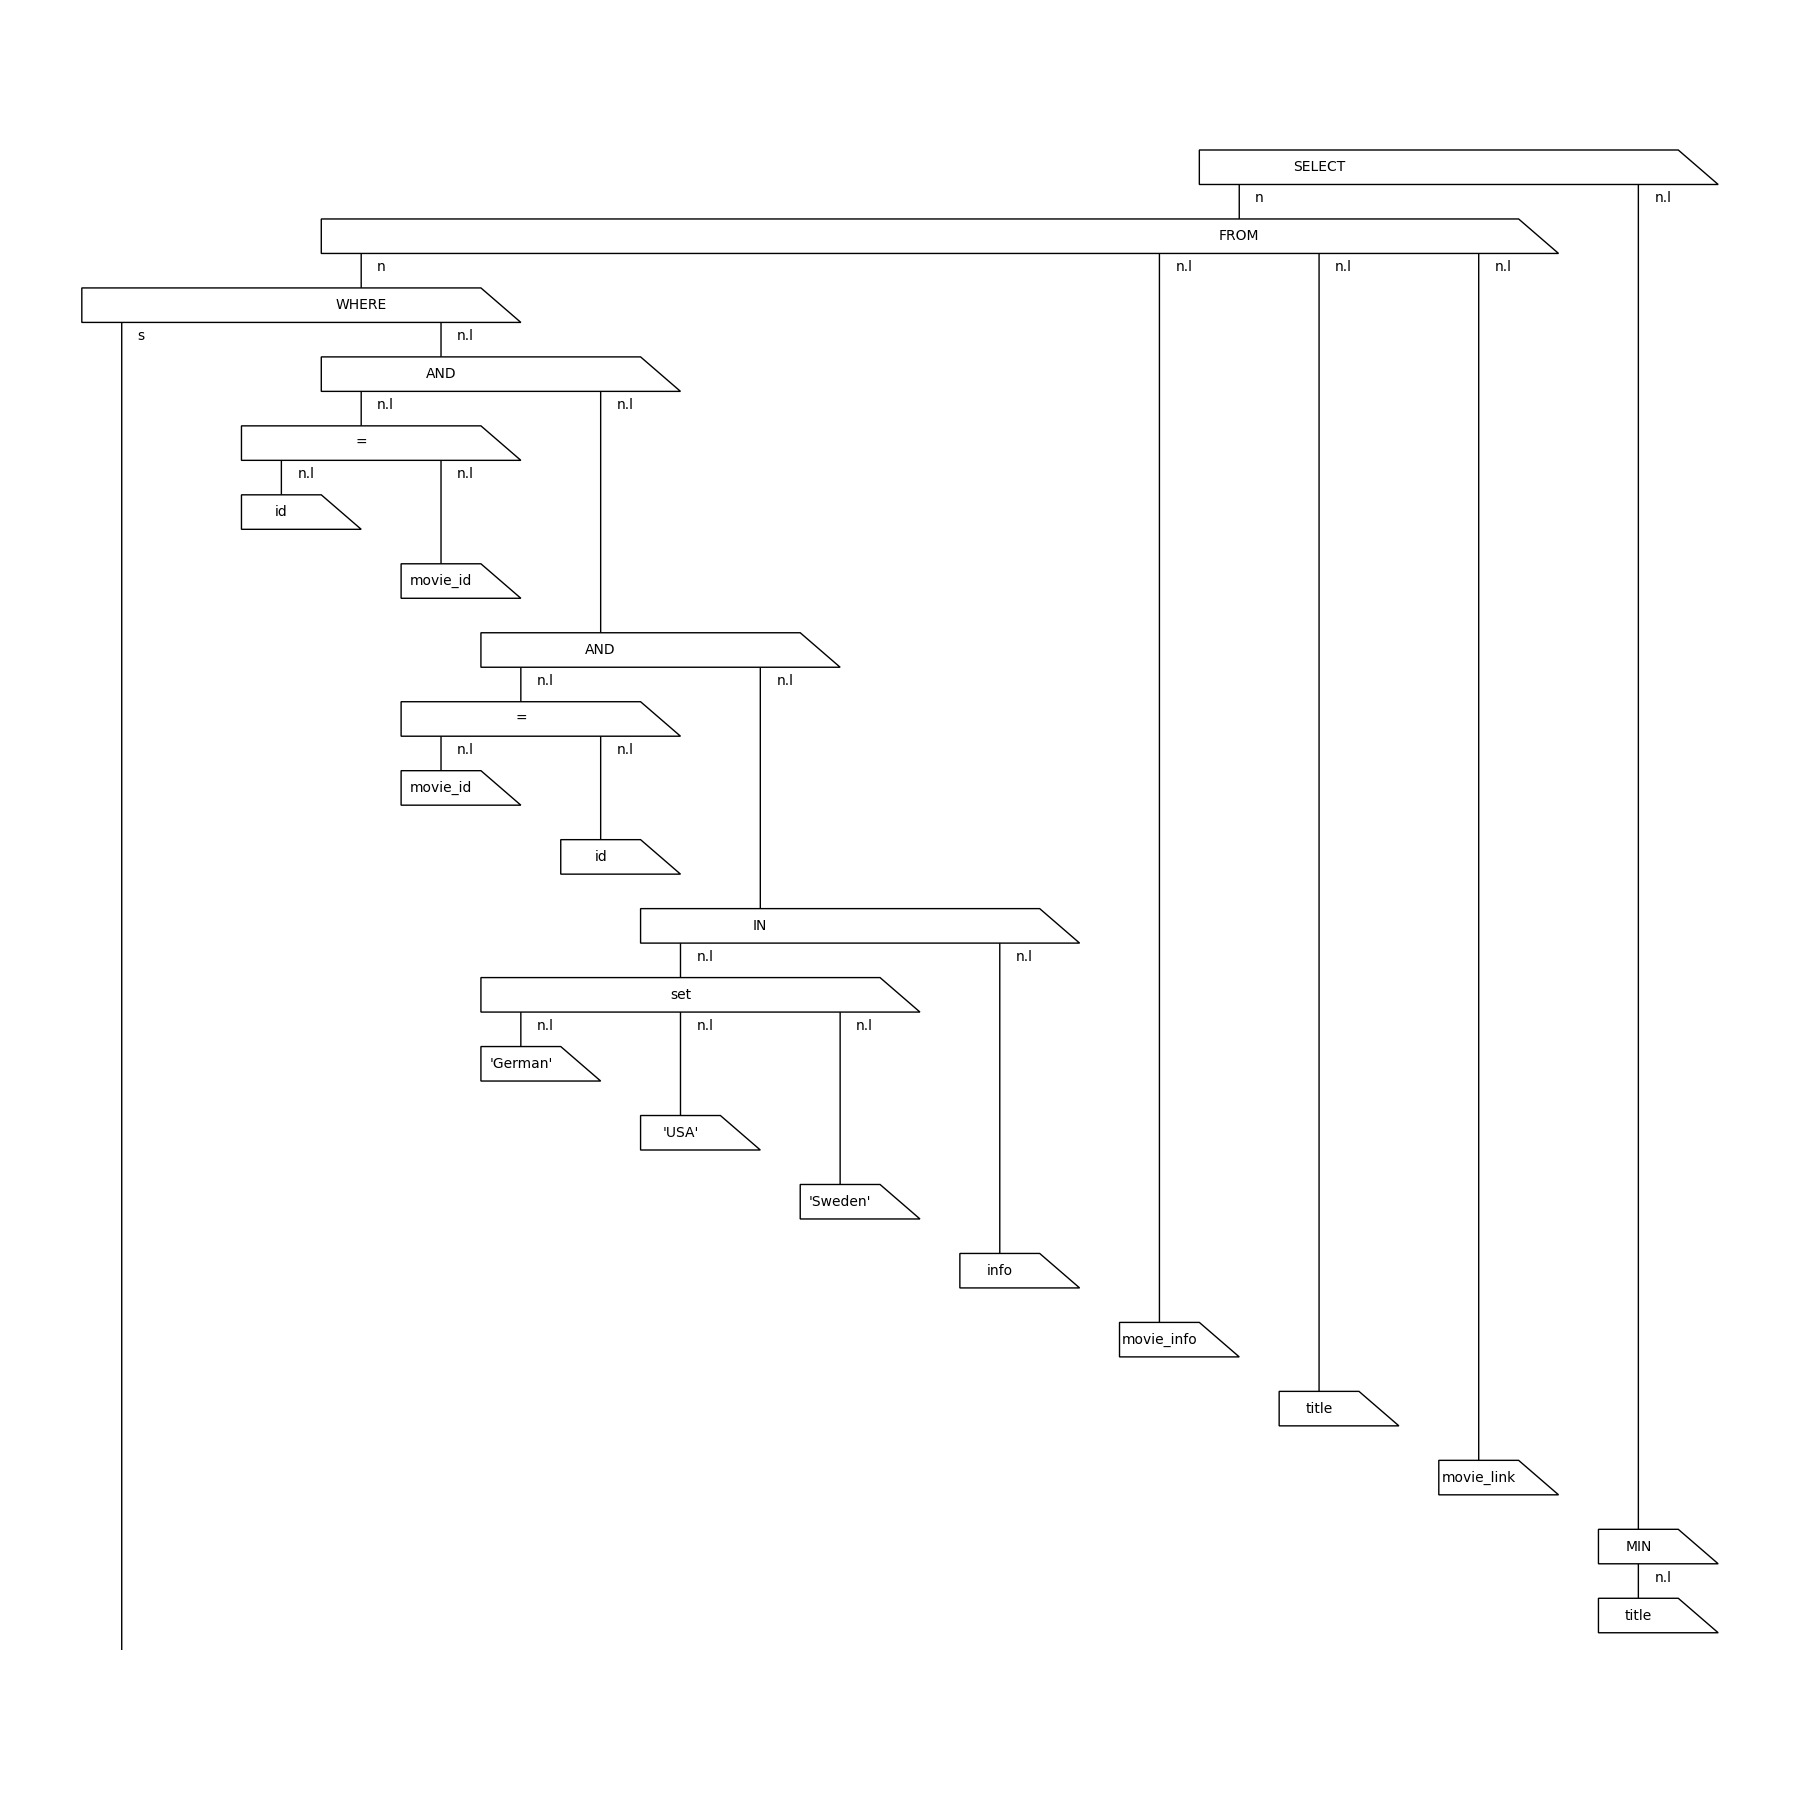 SELECT
n n.l
FROM
n n.l n.l n.l
WHERE
s n.l
AND
n.l n.l
=
n.l n.l
id
movie_id
AND
n.l n.l
=
n.l n.l
movie_id
id
IN
n.l n.l
set
n.l n.l n.l
'German'
'USA'
'Sweden'
info
movie_info
title
movie_link
MIN
n.l
title